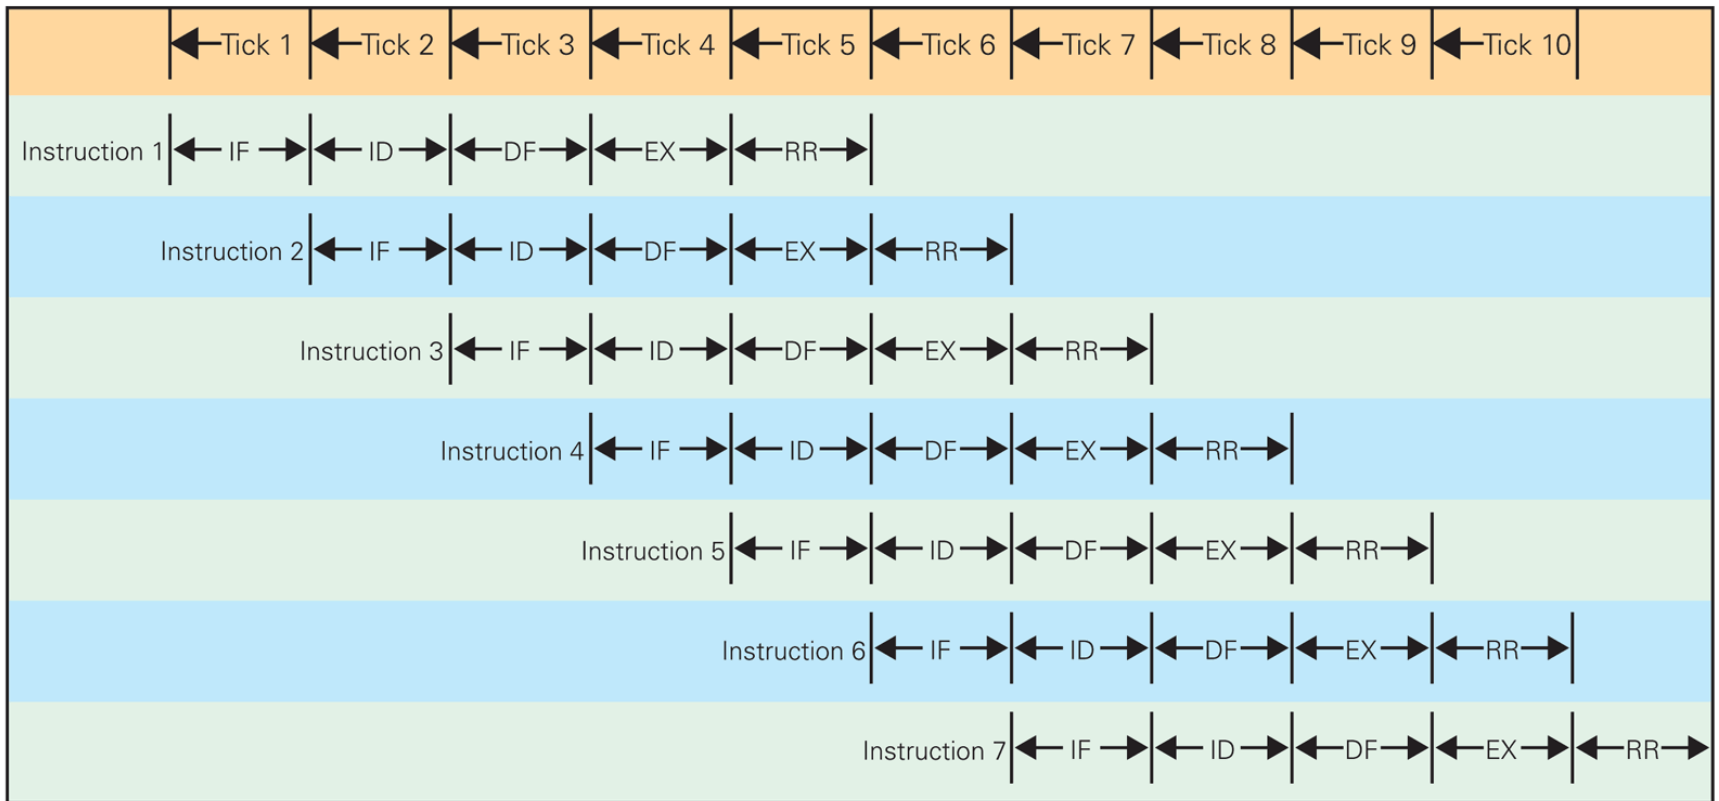 Tick 1 Tick 2 Tick 3 Tick 4 Tick 5 Tick 6 Tick 7 Tick 8 Tick 9 Tick 10
Instruction 1 IF ID DF EX RR
Instruction 2 IF ID DF EX RR
Instruction 3 IF ID DF EX RR
Instruction 4 IF ID DF EX RR
Instruction 5 IF ID DF EX RR
Instruction 6 IF ID DF EX RR
Instruction 7 IF ID DF EX RR